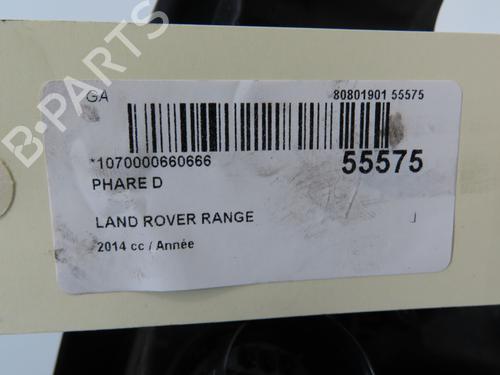 GA 80801901 55575
*1070000660666 55575
PHARE D
LAND ROVER RANGE
2014 cc / Année
B-PARTS